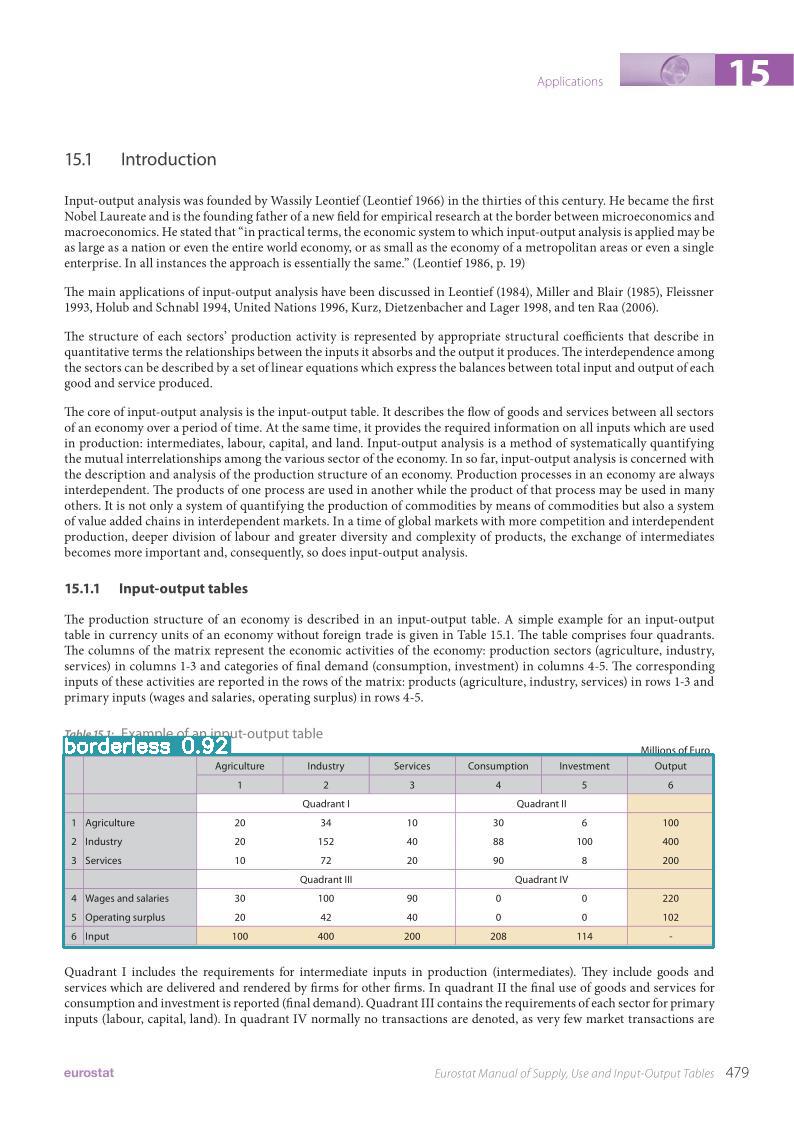 Applications
15
15.1 Introduction
Input-output analysis was founded by Wassily Leontief (Leontief 1966) in the thirties of this century. He became the first
Nobel Laureate and is the founding father of a new field for empirical research at the border between microeconomics and
macroeconomics. He stated that “in practical terms, the economic system to which input-output analysis is applied may be
as large as a nation or even the entire world economy, or as small as the economy of a metropolitan areas or even a single
enterprise. In all instances the approach is essentially the same.” (Leontief 1986, p. 19)
The main applications of input-output analysis have been discussed in Leontief (1984), Miller and Blair (1985), Fleissner
1993, Holub and Schnabl 1994, United Nations 1996, Kurz, Dietzenbacher and Lager 1998, and ten Raa (2006).
The structure of each sectors’ production activity is represented by appropriate structural coefficients that describe in
quantitative terms the relationships between the inputs it absorbs and the output it produces. The interdependence among
the sectors can be described by a set of linear equations which express the balances between total input and output of each
good and service produced.
The core of input-output analysis is the input-output table. It describes the flow of goods and services between all sectors
of an economy over a period of time. At the same time, it provides the required information on all inputs which are used
in production: intermediates, labour, capital, and land. Input-output analysis is a method of systematically quantifying
the mutual interrelationships among the various sector of the economy. In so far, input-output analysis is concerned with
the description and analysis of the production structure of an economy. Production processes in an economy are always
interdependent. The products of one process are used in another while the product of that process may be used in many
others. It is not only a system of quantifying the production of commodities by means of commodities but also a system
of value added chains in interdependent markets. In a time of global markets with more competition and interdependent
production, deeper division of labour and greater diversity and complexity of products, the exchange of intermediates
becomes more important and, consequently, so does input-output analysis.
15.1.1 Input-output tables
The production structure of an economy is described in an input-output table. A simple example for an input-output
table in currency units of an economy without foreign trade is given in Table 15.1. The table comprises four quadrants.
The columns of the matrix represent the economic activities of the economy: production sectors (agriculture, industry,
services) in columns 1-3 and categories of final demand (consumption, investment) in columns 4-5. The corresponding
inputs of these activities are reported in the rows of the matrix: products (agriculture, industry, services) in rows 1-3 and
primary inputs (wages and salaries, operating surplus) in rows 4-5.
Table 15.1: Example of an input-output table
borderless 0.92
Millions of Euro
Agriculture Industry Services Consumption Investment Output
1 2 3 4 5 6
Quadrant I Quadrant II
1 Agriculture 20 34 10 30 6 100
2 Industry 20 152 40 88 100 400
3 Services 10 72 20 90 8 200
Quadrant III Quadrant IV
4 Wages and salaries 30 100 90 0 0 220
5 Operating surplus 20 42 40 0 0 102
6 Input 100 400 200 208 114 -
Quadrant I includes the requirements for intermediate inputs in production (intermediates). They include goods and
services which are delivered and rendered by firms for other firms. In quadrant II the final use of goods and services for
consumption and investment is reported (final demand). Quadrant III contains the requirements of each sector for primary
inputs (labour, capital, land). In quadrant IV normally no transactions are denoted, as very few market transactions are
eurostat
Eurostat Manual of Supply, Use and Input-Output Tables 479